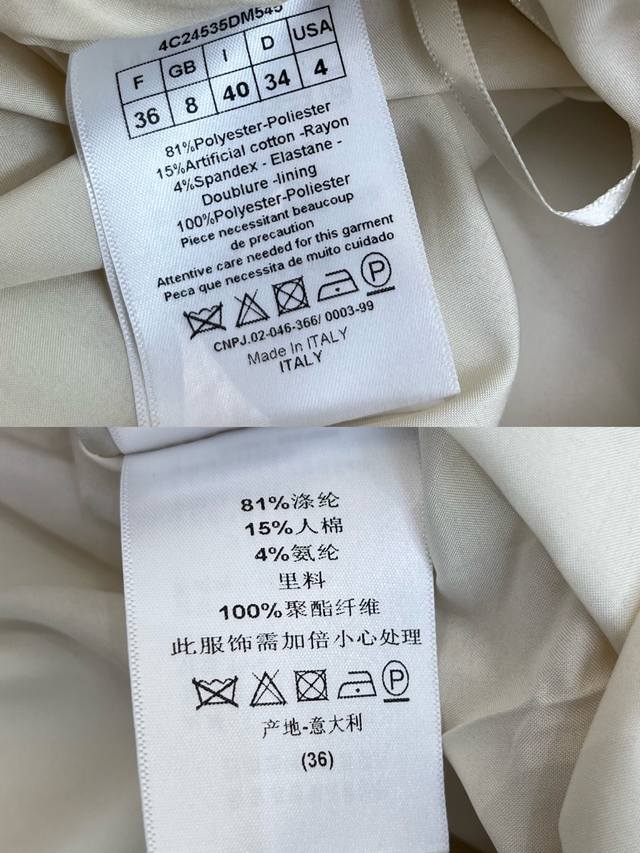 4C24535DM545
F GB I D USA
36 8 40 34 4
81%Polyester-Poliester
15%Artificial cotton -Rayon
4%Spandex - Elastane -
Doublure -lining
100%Polyester-Poliester
Piece necessitant beaucoup
de precaution
Attentive care needed for this garment
Peca que necessita de muito cuidado
P
CNPJ.02-046-366/ 0003-99
Made In ITALY
ITALY
81%涤纶
15%人棉
4%氨纶
里料
100%聚酯纤维
此服饰需加倍小心处理
P
产地-意大利
(36)